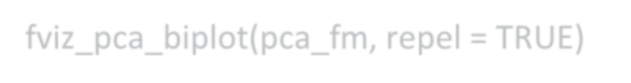 fviz_pca_biplot(pca_fm, repel = TRUE)